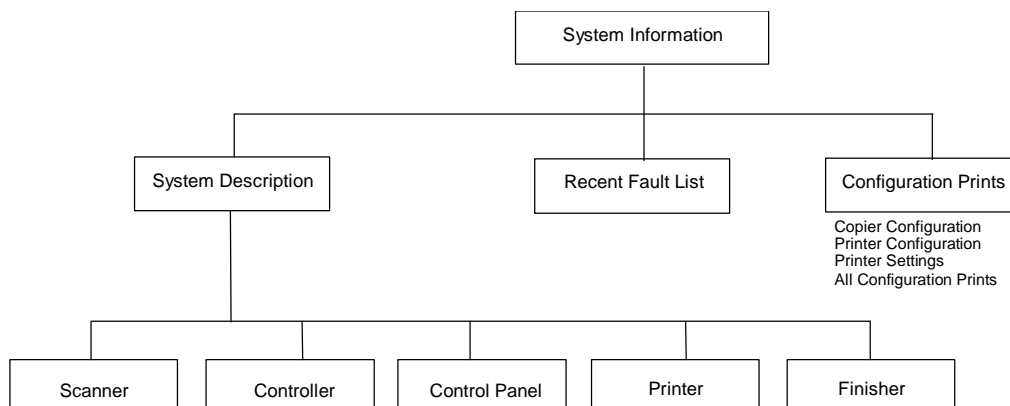 System Information
System Description
Recent Fault List
Configuration Prints
Copier Configuration
Printer Configuration
Printer Settings
All Configuration Prints
Scanner
Controller
Control Panel
Printer
Finisher